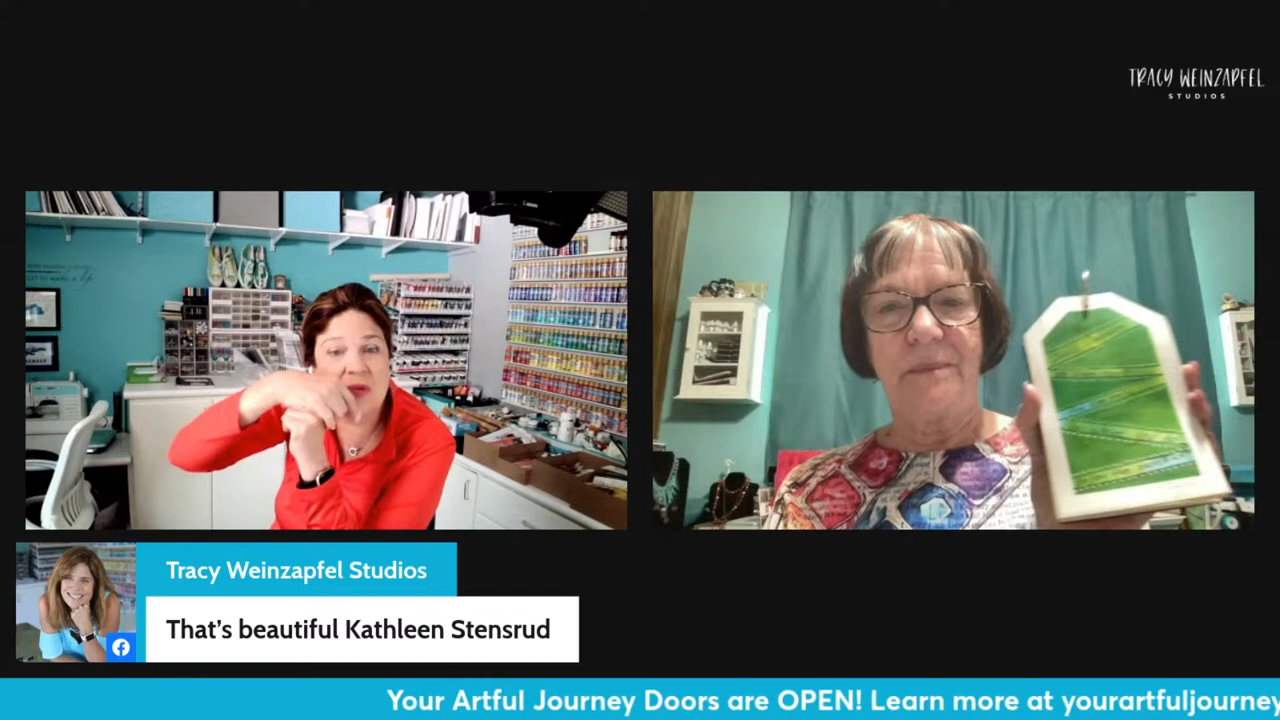 TRACY WEINZAPFEL
STUDIOS
Tracy Weinzapfel Studios
That's beautiful Kathleen Stensrud
Your Artful Journey Doors are OPEN! Learn more at yourartfuljourney